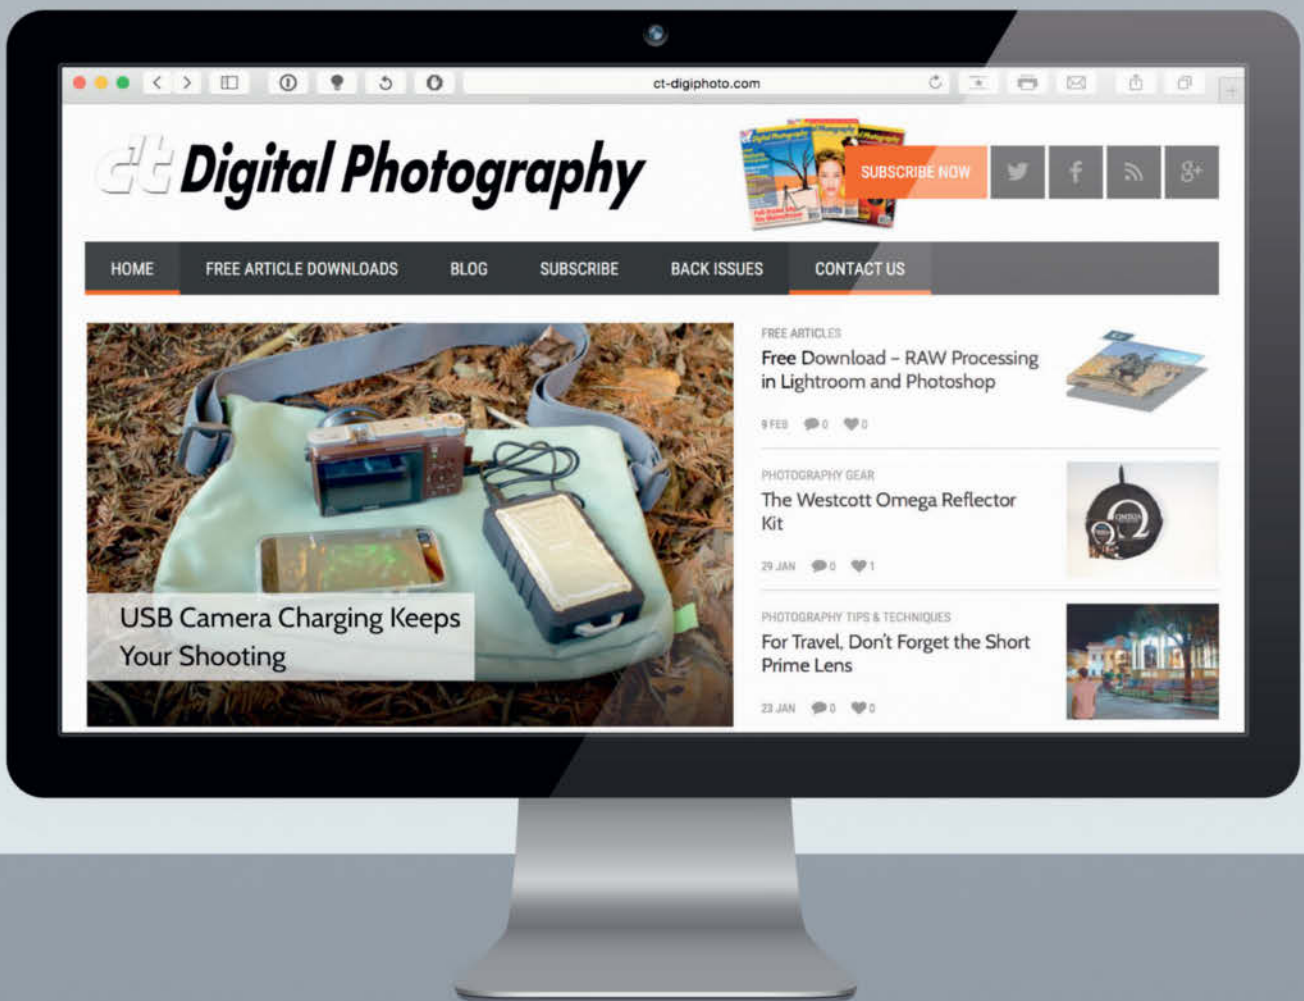 ct-digiphoto.com
c't Digital Photography
SUBSCRIBE NOW
HOME FREE ARTICLE DOWNLOADS BLOG SUBSCRIBE BACK ISSUES CONTACT US
USB Camera Charging Keeps
Your Shooting
FREE ARTICLES
Free Download – RAW Processing
in Lightroom and Photoshop
9 FEB 0 0
PHOTOGRAPHY GEAR
The Westcott Omega Reflector
Kit
29 JAN 0 1
OMEGA
PHOTOGRAPHY TIPS & TECHNIQUES
For Travel, Don't Forget the Short
Prime Lens
23 JAN 0 0